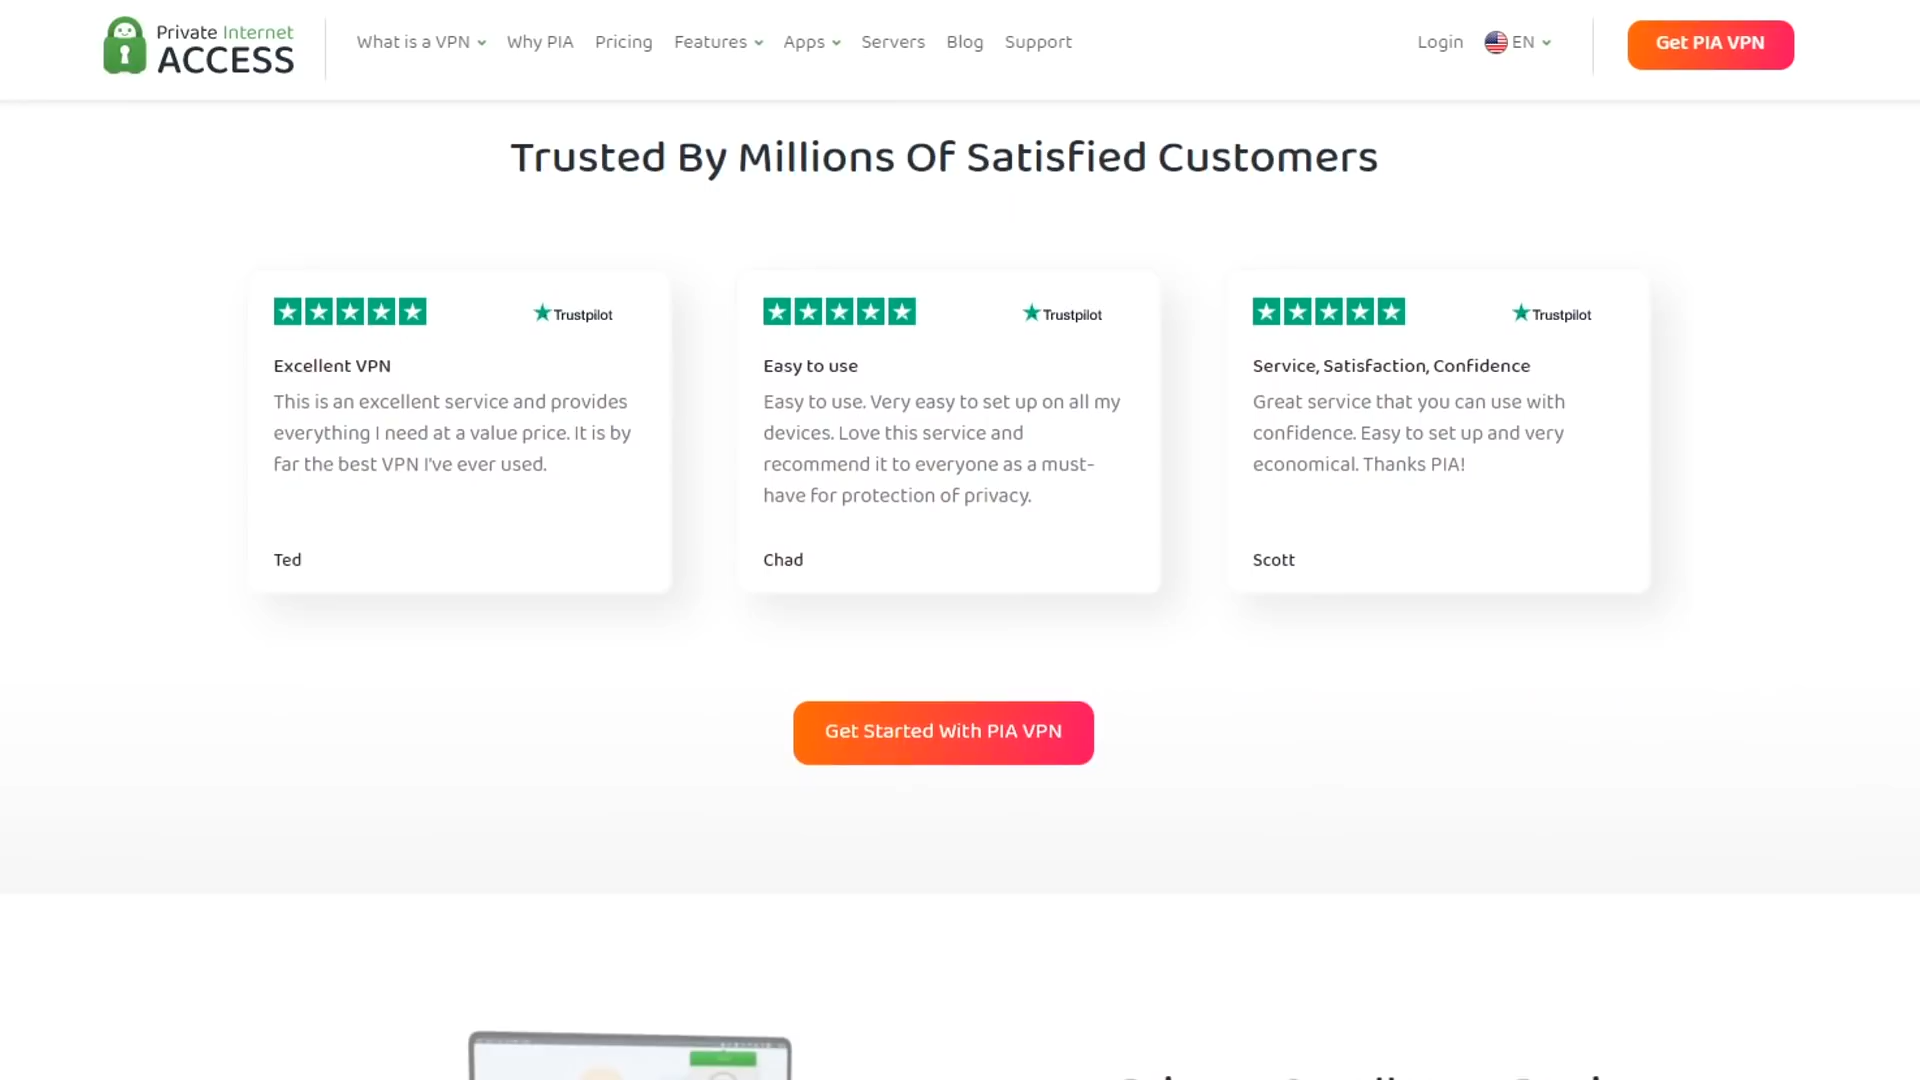 Private Internet
ACCESS
What is a VPN
Why PIA
Pricing
Features
Apps
Servers
Blog
Support
Login
EN
Get PIA VPN
Trusted By Millions Of Satisfied Customers
Trustpilot
Excellent VPN
This is an excellent service and provides
everything I need at a value price. It is by
far the best VPN I've ever used.
Ted
Trustpilot
Easy to use
Easy to use. Very easy to set up on all my
devices. Love this service and
recommend it to everyone as a must-
have for protection of privacy.
Chad
Trustpilot
Service, Satisfaction, Confidence
Great service that you can use with
confidence. Easy to set up and very
economical. Thanks PIA!
Scott
Get Started With PIA VPN